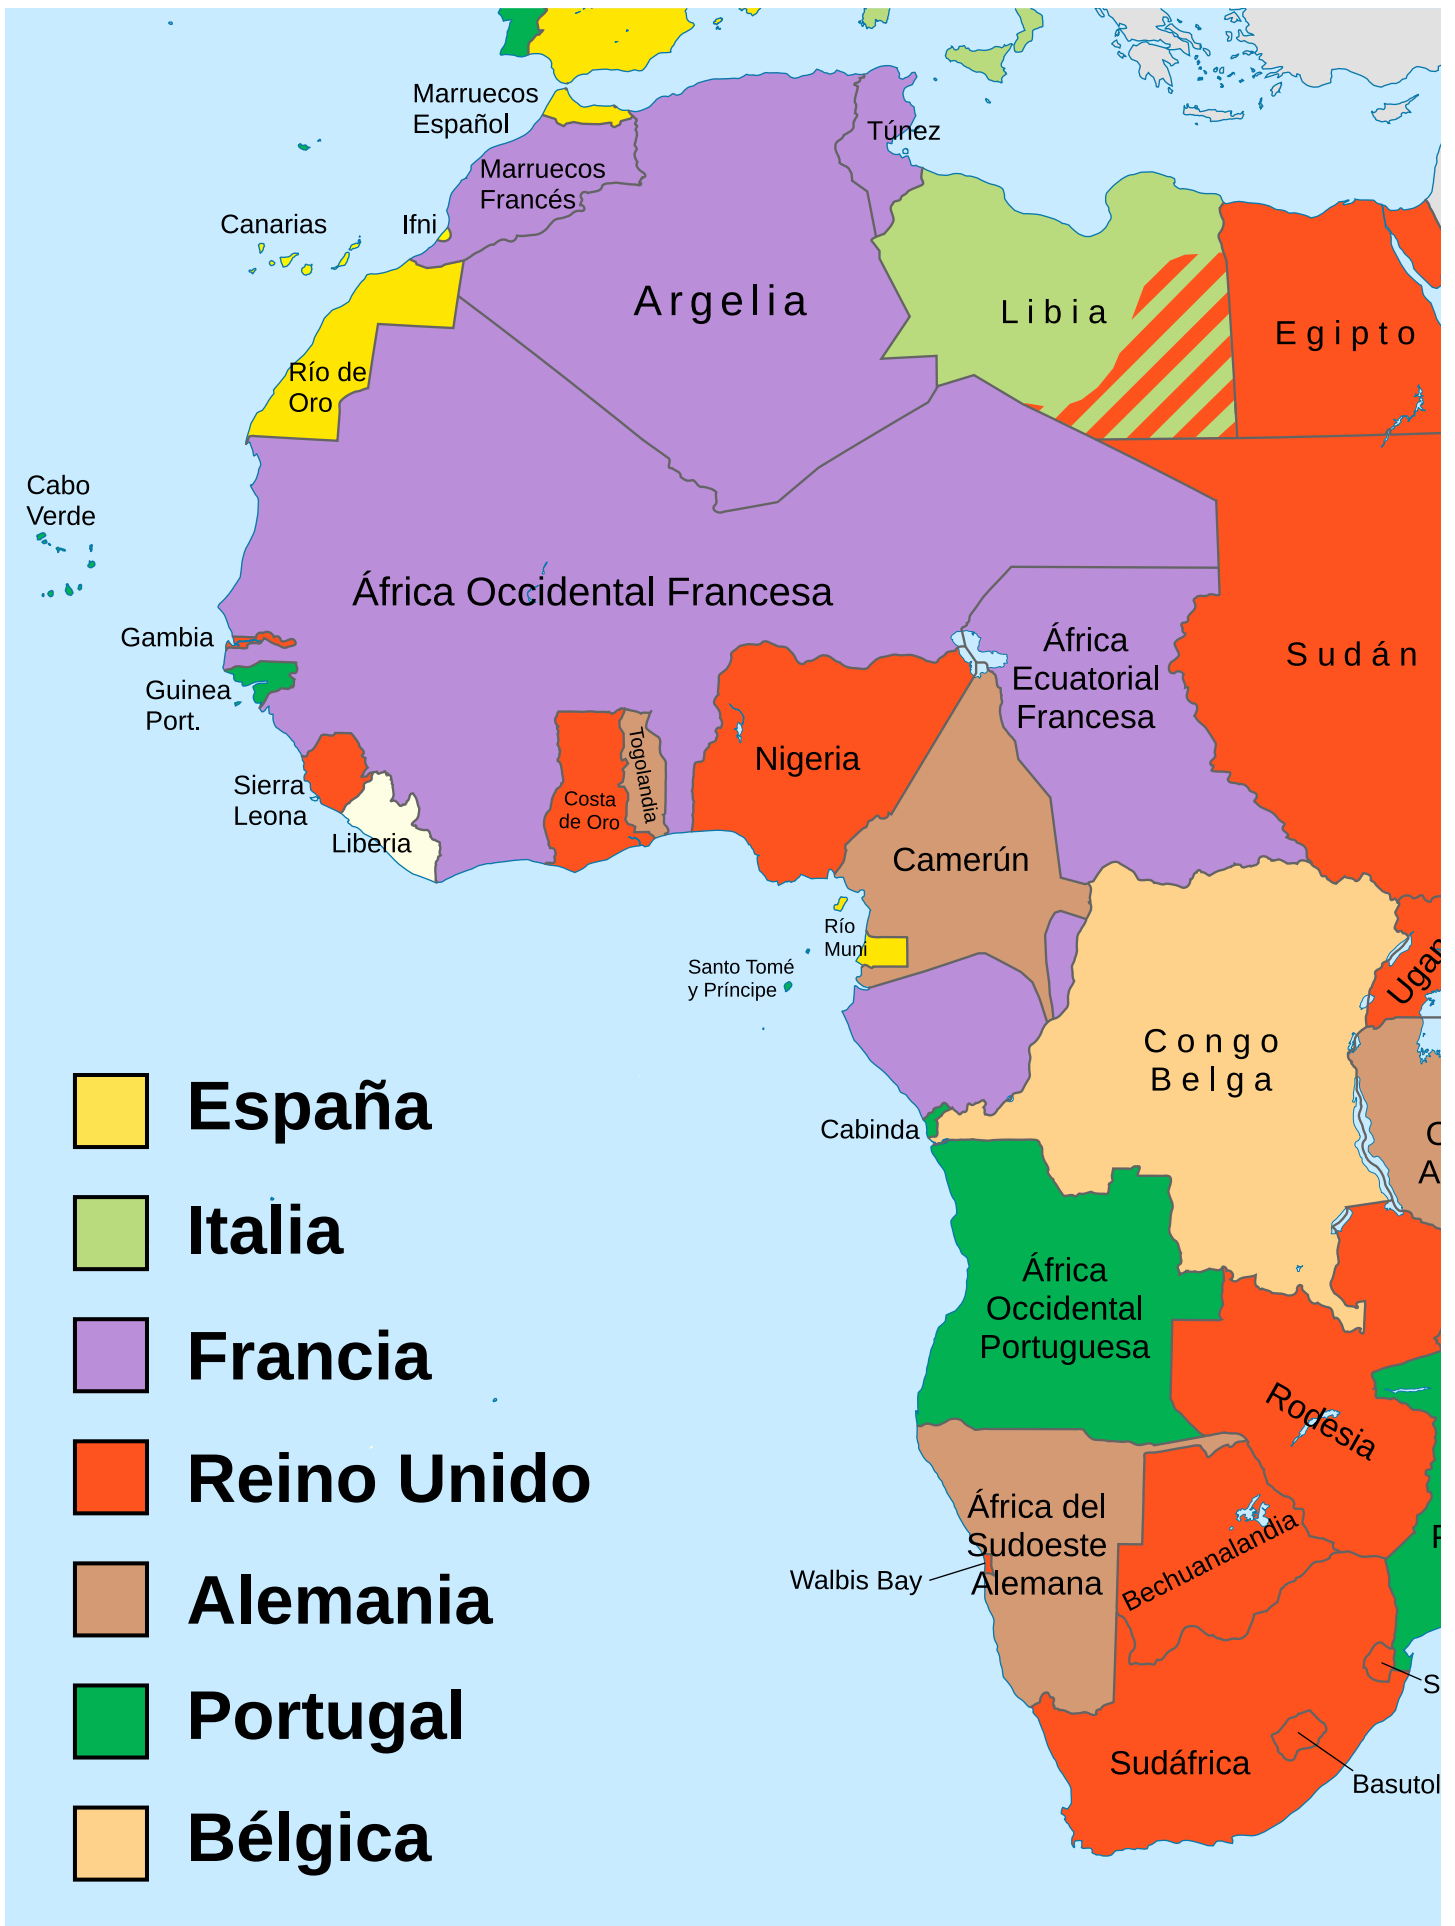 Marruecos
Español
Túnez
Marruecos
Francés
Canarias
Ifni
Argelia
Libia
Egipto
Río de
Oro
Cabo
Verde
África Occidental Francesa
Gambia
África
Ecuatorial
Francesa
Sudán
Guinea
Port.
Togolandia
Nigeria
Sierra
Leona
Costa
de Oro
Liberia
Camerún
Río
Muni
Santo Tomé
y Príncipe
Ugan
Congo
Belga
Cabinda
C
A
África
Occidental
Portuguesa
Rodesia
África del
Sudoeste
Alemana
Walbis Bay
Bechuanalandia
S
Sudáfrica
Basutol
España
Italia
Francia
Reino Unido
Alemania
Portugal
Bélgica